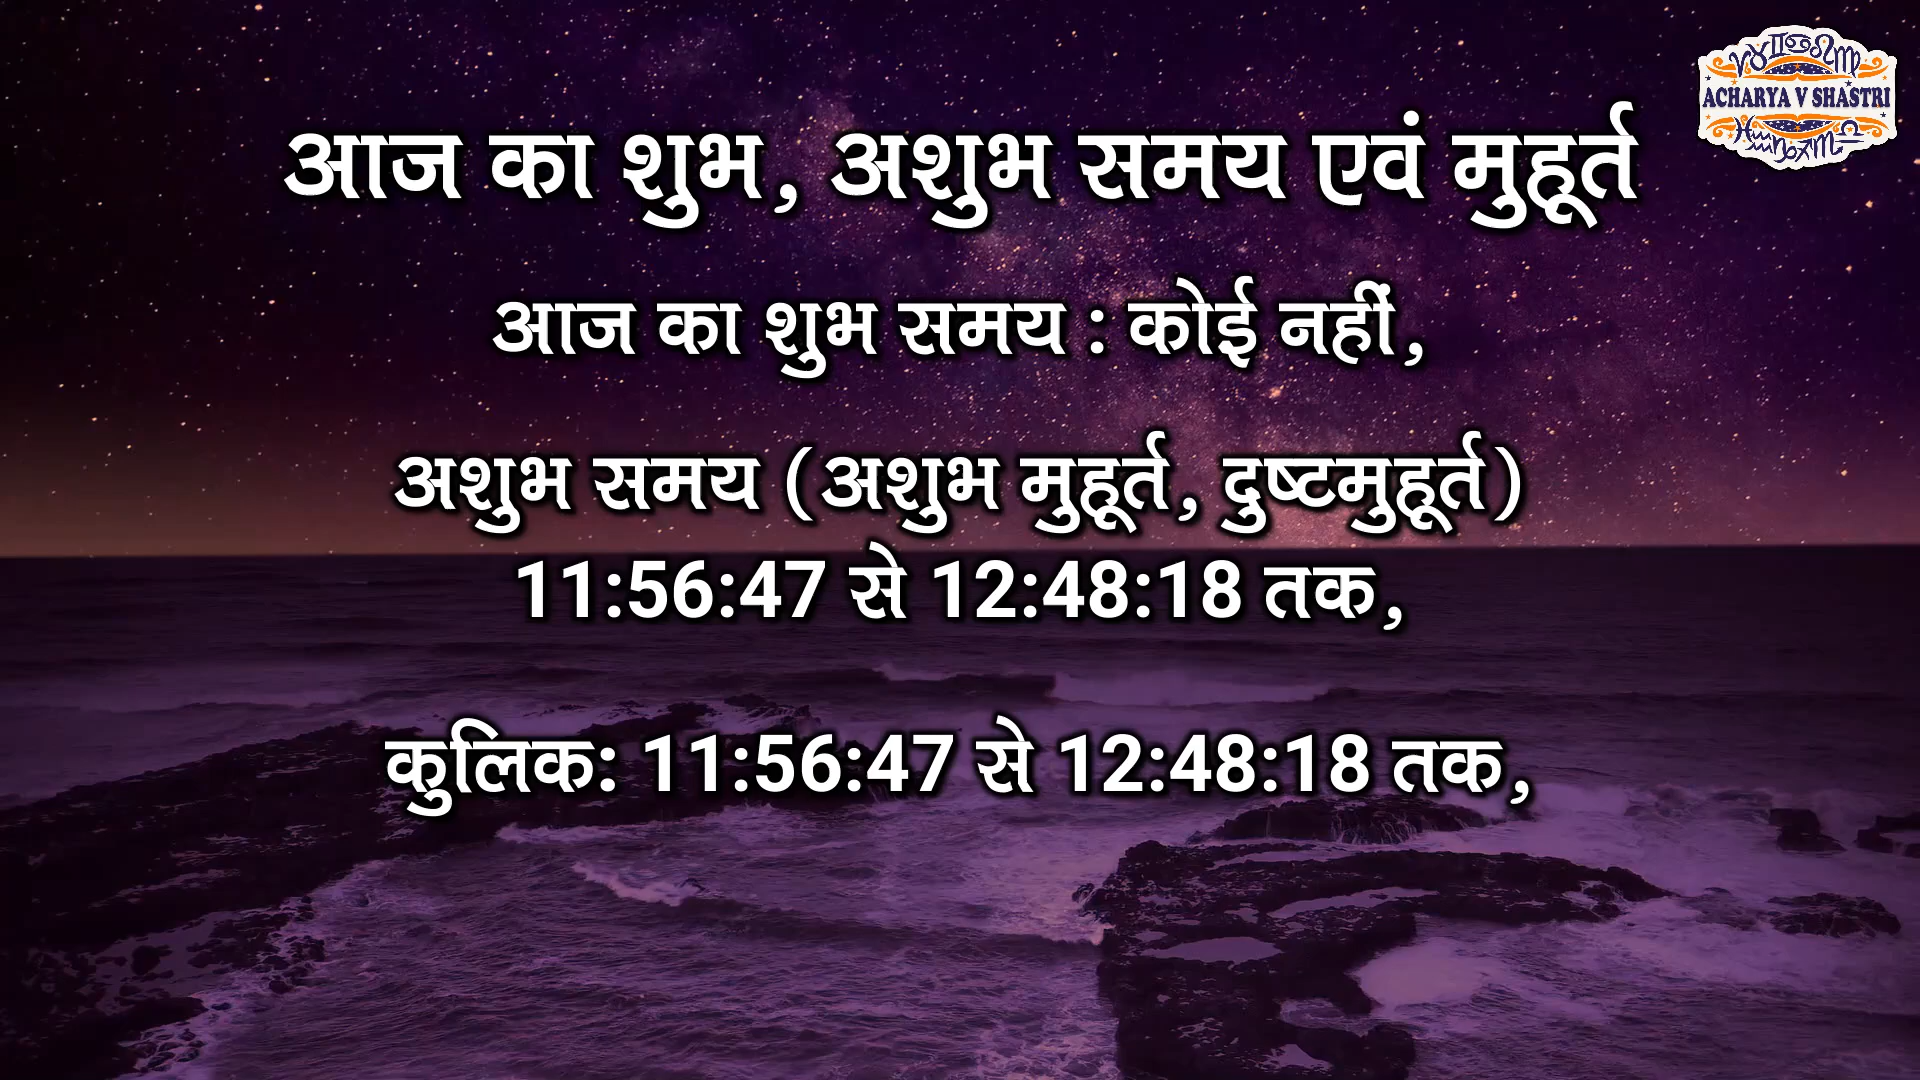 ACHARYA V SHASTRI
आज का शुभ, अशुभ समय एवं मुहूर्त
आज का शुभ समय : कोई नहीं,
अशुभ समय (अशुभ मुहूर्त, दुष्टमुहूर्त)
11:56:47 से 12:48:18 तक,
कुलिक: 11:56:47 से 12:48:18 तक,